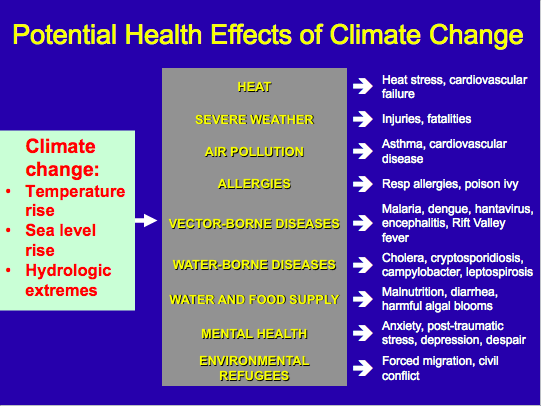 Potential Health Effects of Climate Change
Climate
change:
• Temperature
rise
• Sea level
rise
• Hydrologic
extremes
HEAT
Heat stress, cardiovascular
failure
SEVERE WEATHER
Injuries, fatalities
AIR POLLUTION
Asthma, cardiovascular
disease
ALLERGIES
Resp allergies, poison ivy
VECTOR-BORNE DISEASES
Malaria, dengue, hantavirus,
encephalitis, Rift Valley
fever
WATER-BORNE DISEASES
Cholera, cryptosporidiosis,
campylobacter, leptospirosis
WATER AND FOOD SUPPLY
Malnutrition, diarrhea,
harmful algal blooms
MENTAL HEALTH
Anxiety, post-traumatic
stress, depression, despair
ENVIRONMENTAL
REFUGEES
Forced migration, civil
conflict